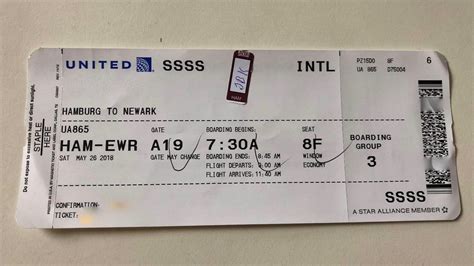 UNITED SSSS INTL
PZ15D0 8F 6
UA 865 D75004
JBK
HAM
HAMBURG TO NEWARK
STAPLE HERE
UA865 GATE BOARDING BEGINS: SEAT
HAM-EWR A19 7:30A 8F BOARDING GROUP 3
SAT MAY 26 2018 GATE MAY CHANGE BOARDING ENDS: 8:45 AM WINDOW
FLIGHT DEPARTS: 9:00 AM ECONOMY
FLIGHT ARRIVES: 11:40 AM
SSSS
CONFIRMATION:
TICKET:
A STAR ALLIANCE MEMBER